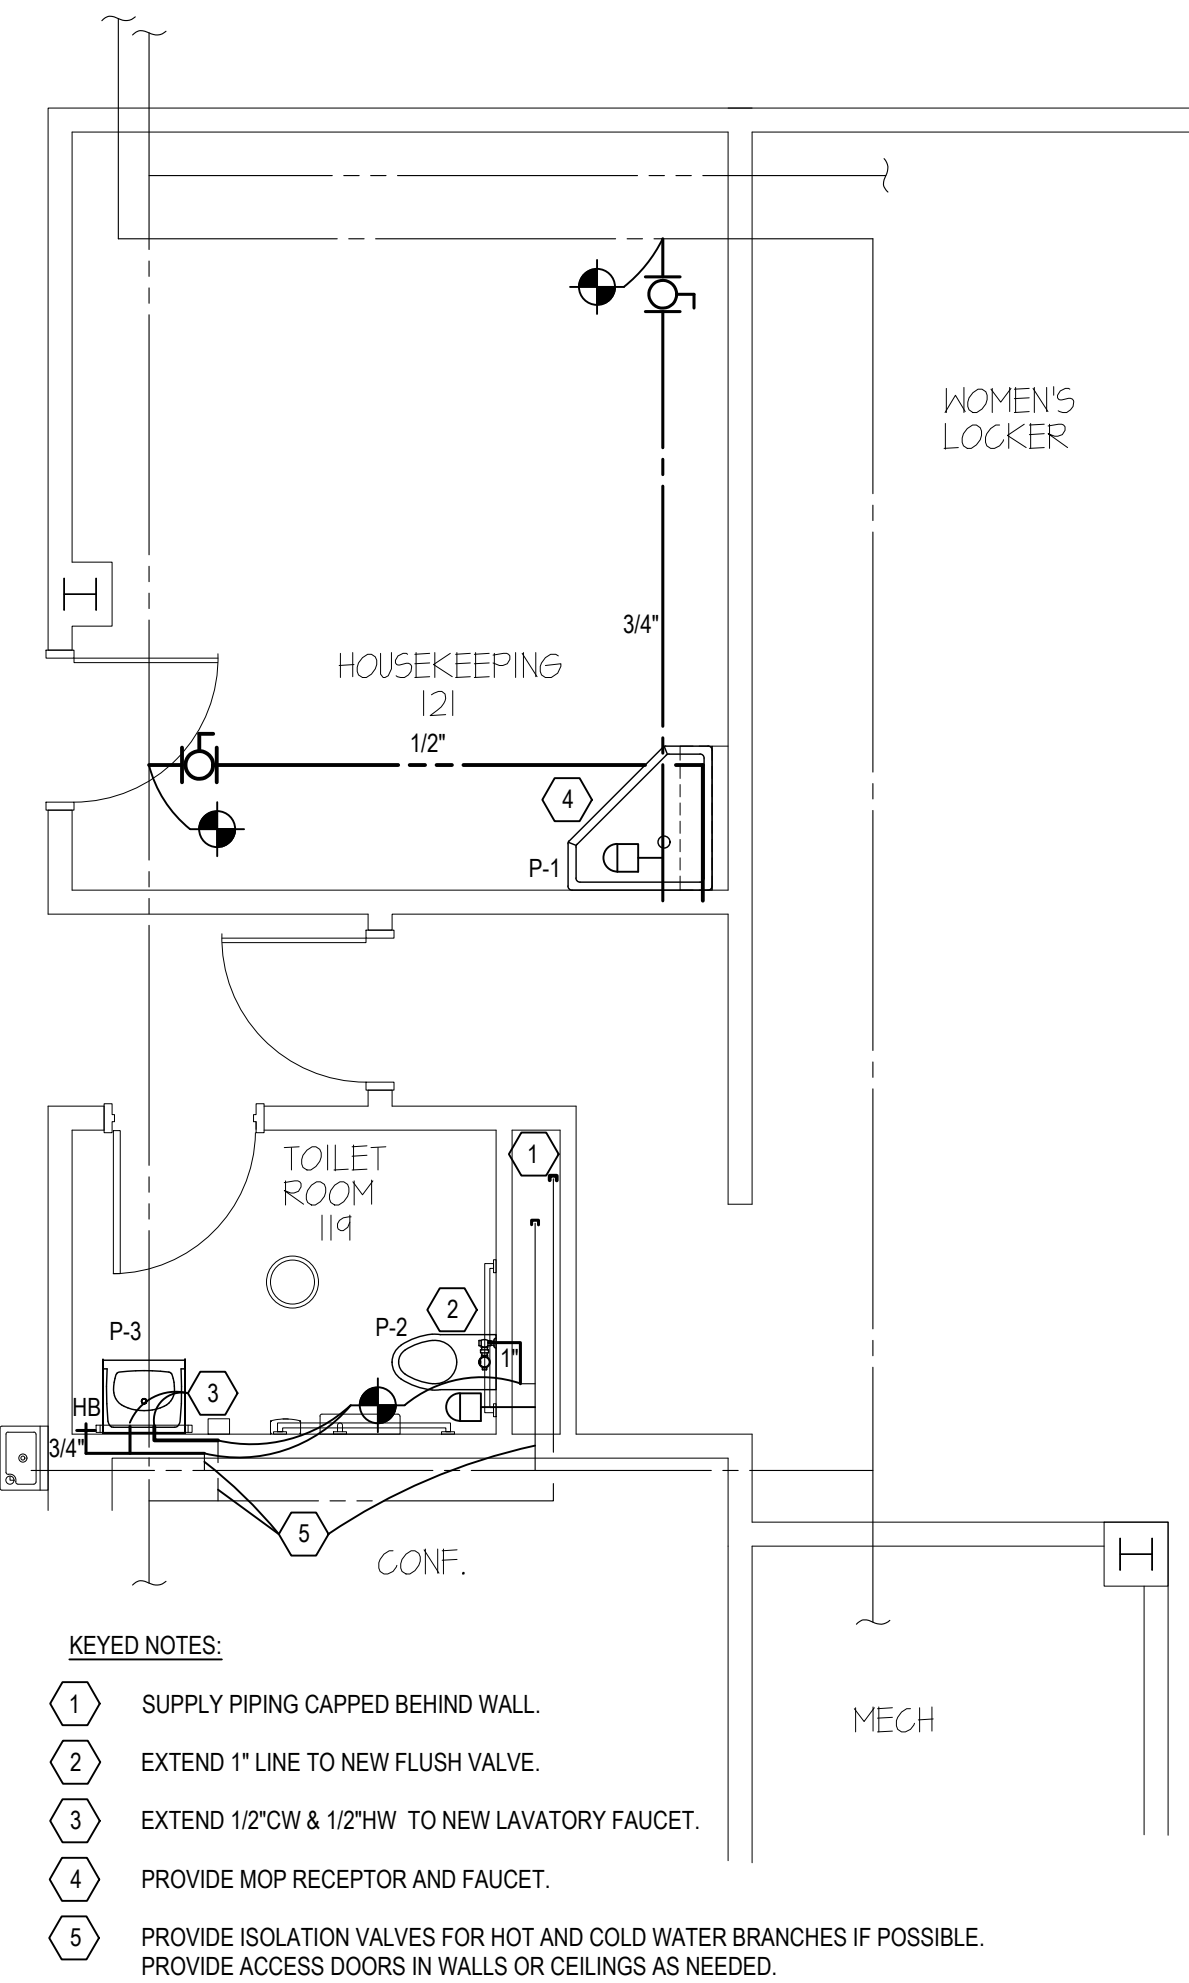 WOMEN'S
LOCKER
3/4"
HOUSEKEEPING
121
1/2"
4
P-1
TOILET
ROOM
119
1
2
P-3
P-2
1"
3
HB
3/4"
5
CONF.
KEYED NOTES:
1 SUPPLY PIPING CAPPED BEHIND WALL.
MECH
2 EXTEND 1" LINE TO NEW FLUSH VALVE.
3 EXTEND 1/2"CW & 1/2"HW TO NEW LAVATORY FAUCET.
4 PROVIDE MOP RECEPTOR AND FAUCET.
5 PROVIDE ISOLATION VALVES FOR HOT AND COLD WATER BRANCHES IF POSSIBLE.
PROVIDE ACCESS DOORS IN WALLS OR CEILINGS AS NEEDED.